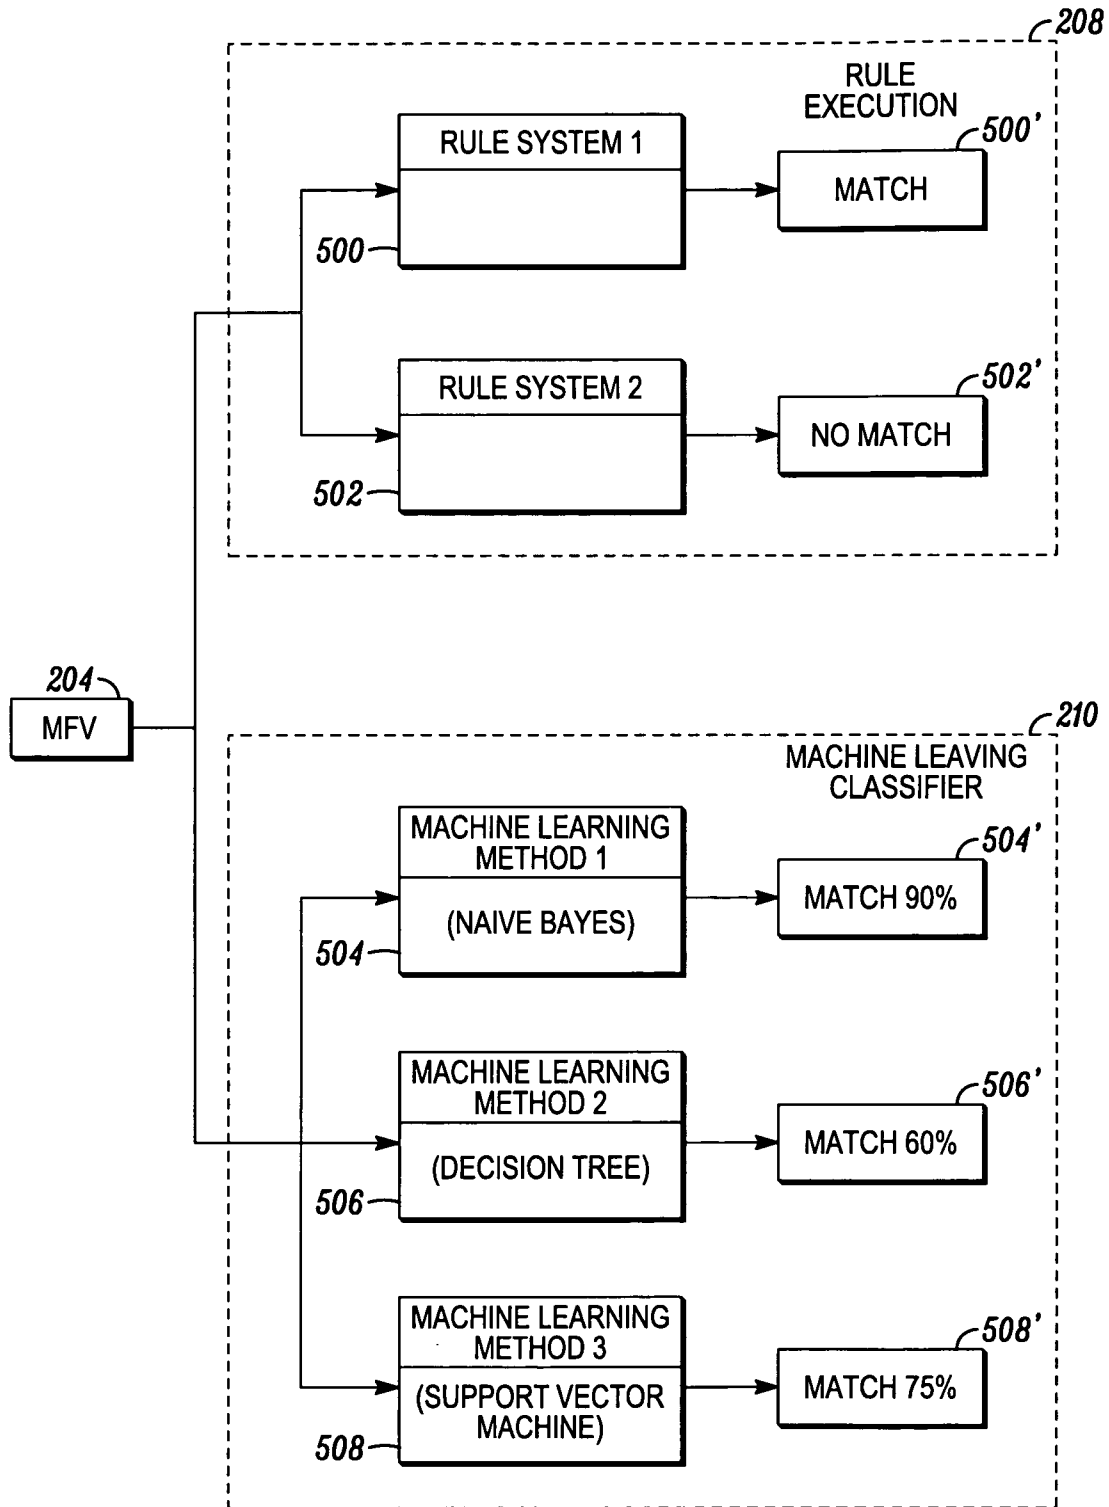 208
RULE
EXECUTION
RULE SYSTEM 1
500'
MATCH
500
RULE SYSTEM 2
502'
NO MATCH
502
204
MFV
210
MACHINE LEAVING
CLASSIFIER
MACHINE LEARNING
METHOD 1
(NAIVE BAYES)
504'
MATCH 90%
504
MACHINE LEARNING
METHOD 2
(DECISION TREE)
506'
MATCH 60%
506
MACHINE LEARNING
METHOD 3
(SUPPORT VECTOR
MACHINE)
508'
MATCH 75%
508